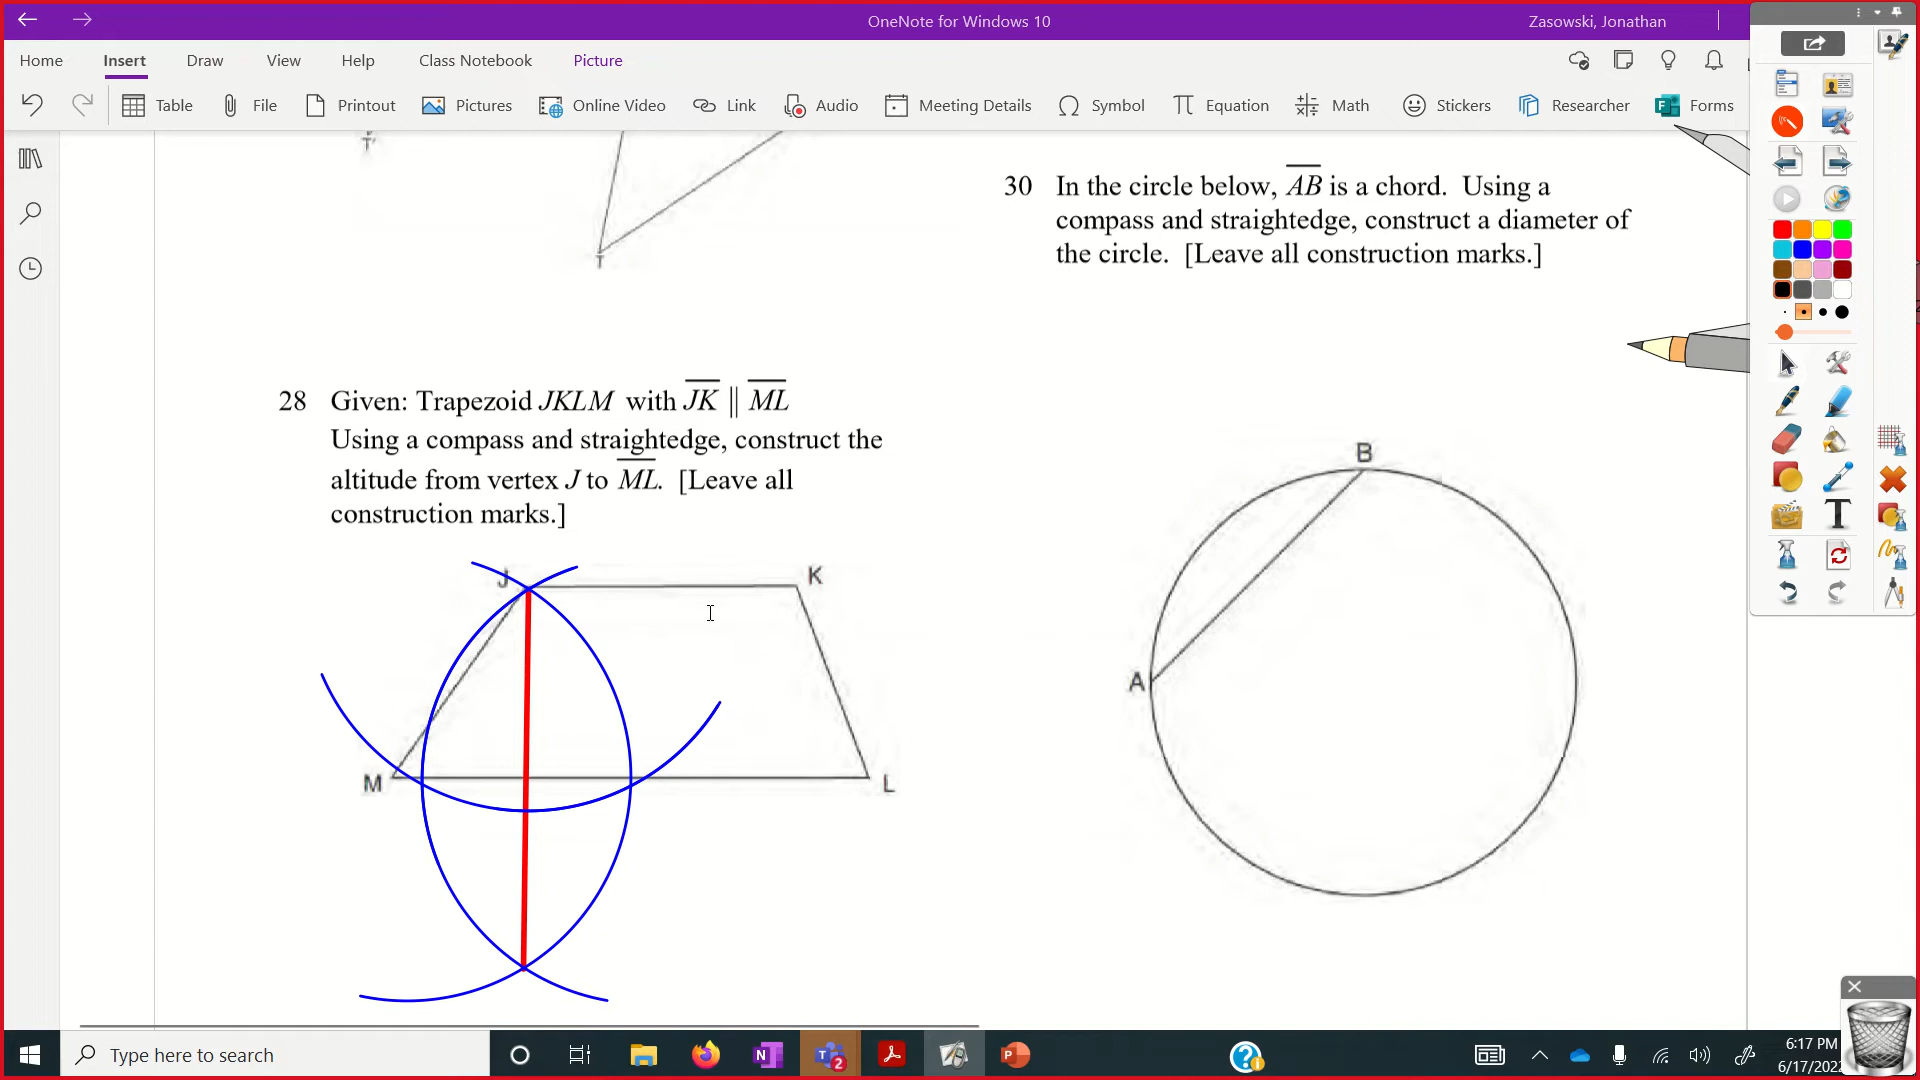 OneNote for Windows 10
Zasowski, Jonathan
Home Insert Draw View Help Class Notebook Picture
Table File Printout Pictures Online Video Link Audio Meeting Details Symbol Equation Math Stickers Researcher Forms
T'
T
28 Given: Trapezoid JKLM with JK || ML
Using a compass and straightedge, construct the
altitude from vertex J to ML. [Leave all
construction marks.]
J K
M L
30 In the circle below, AB is a chord. Using a
compass and straightedge, construct a diameter of
the circle. [Leave all construction marks.]
B
A
Type here to search
2
6:17 PM
6/17/2022